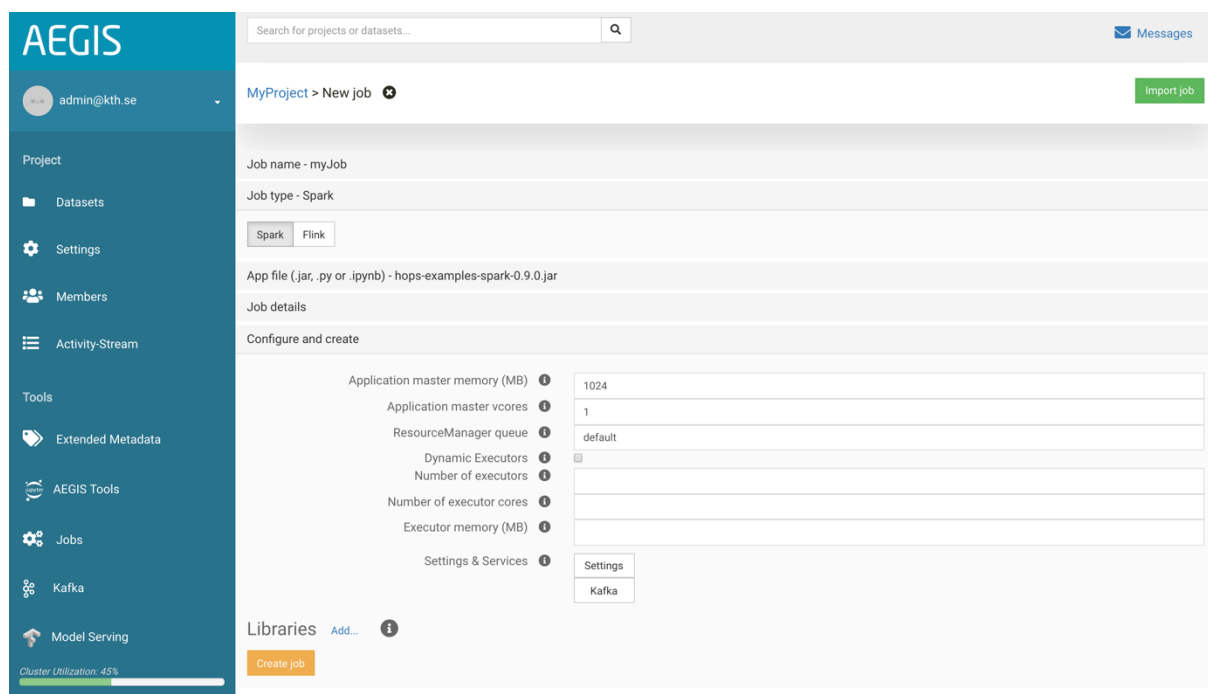 AEGIS
Search for projects or datasets...
Messages
admin@kth.se
MyProject > New job
Import job
Project
Datasets
Settings
Members
Activity-Stream
Tools
Extended Metadata
AEGIS Tools
Jobs
Kafka
Model Serving
Cluster Utilization: 45%
Job name - myJob
Job type - Spark
Spark Flink
App file (.jar, .py or .ipynb) - hops-examples-spark-0.9.0.jar
Job details
Configure and create
Application master memory (MB) 1024
Application master vcores 1
ResourceManager queue default
Dynamic Executors
Number of executors
Number of executor cores
Executor memory (MB)
Settings & Services Settings
Kafka
Libraries Add...
Create job